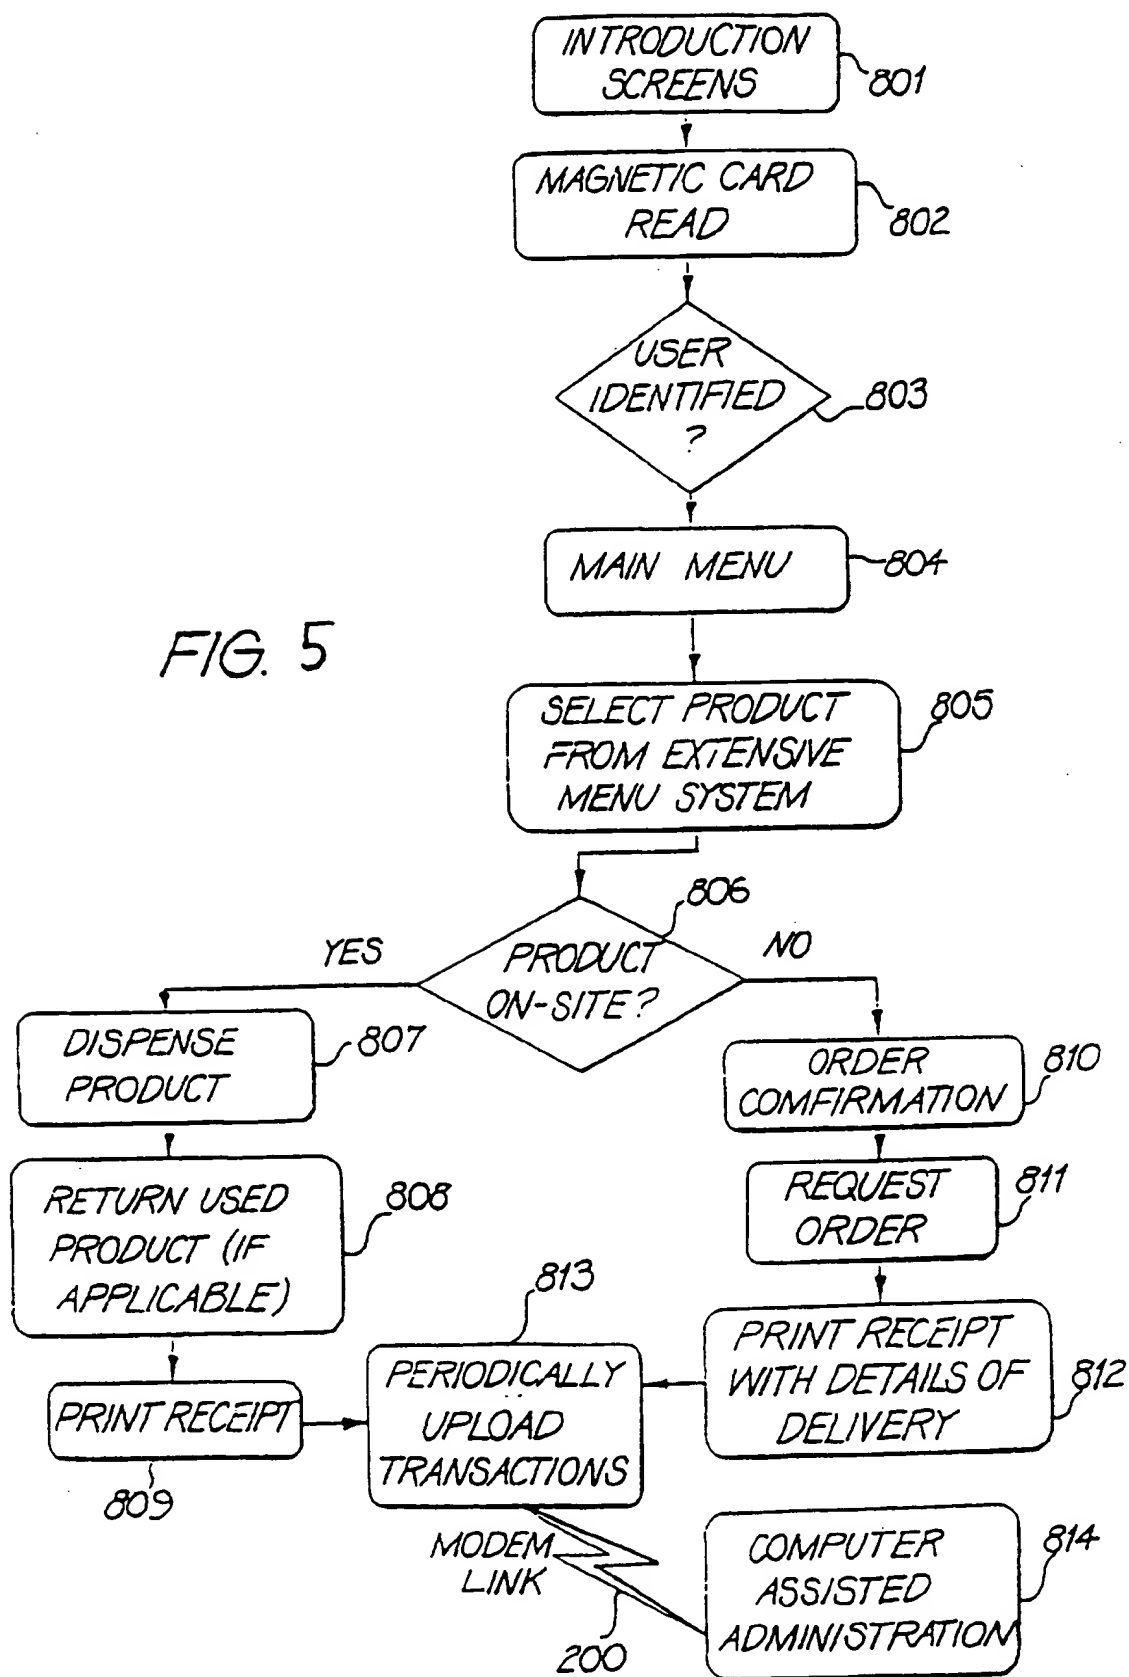 INTRODUCTION
SCREENS
801
MAGNETIC CARD
READ
802
USER
IDENTIFIED
?
803
MAIN MENU
804
FIG. 5
SELECT PRODUCT
FROM EXTENSIVE
MENU SYSTEM
805
806
YES
PRODUCT
ON-SITE?
NO
DISPENSE
PRODUCT
807
ORDER
COMFIRMATION
810
RETURN USED
PRODUCT (IF
APPLICABLE)
808
REQUEST
ORDER
811
813
PRINT RECEIPT
809
PERIODICALLY
UPLOAD
TRANSACTIONS
PRINT RECEIPT
WITH DETAILS OF
DELIVERY
812
MODEM
LINK
200
COMPUTER
ASSISTED
ADMINISTRATION
814